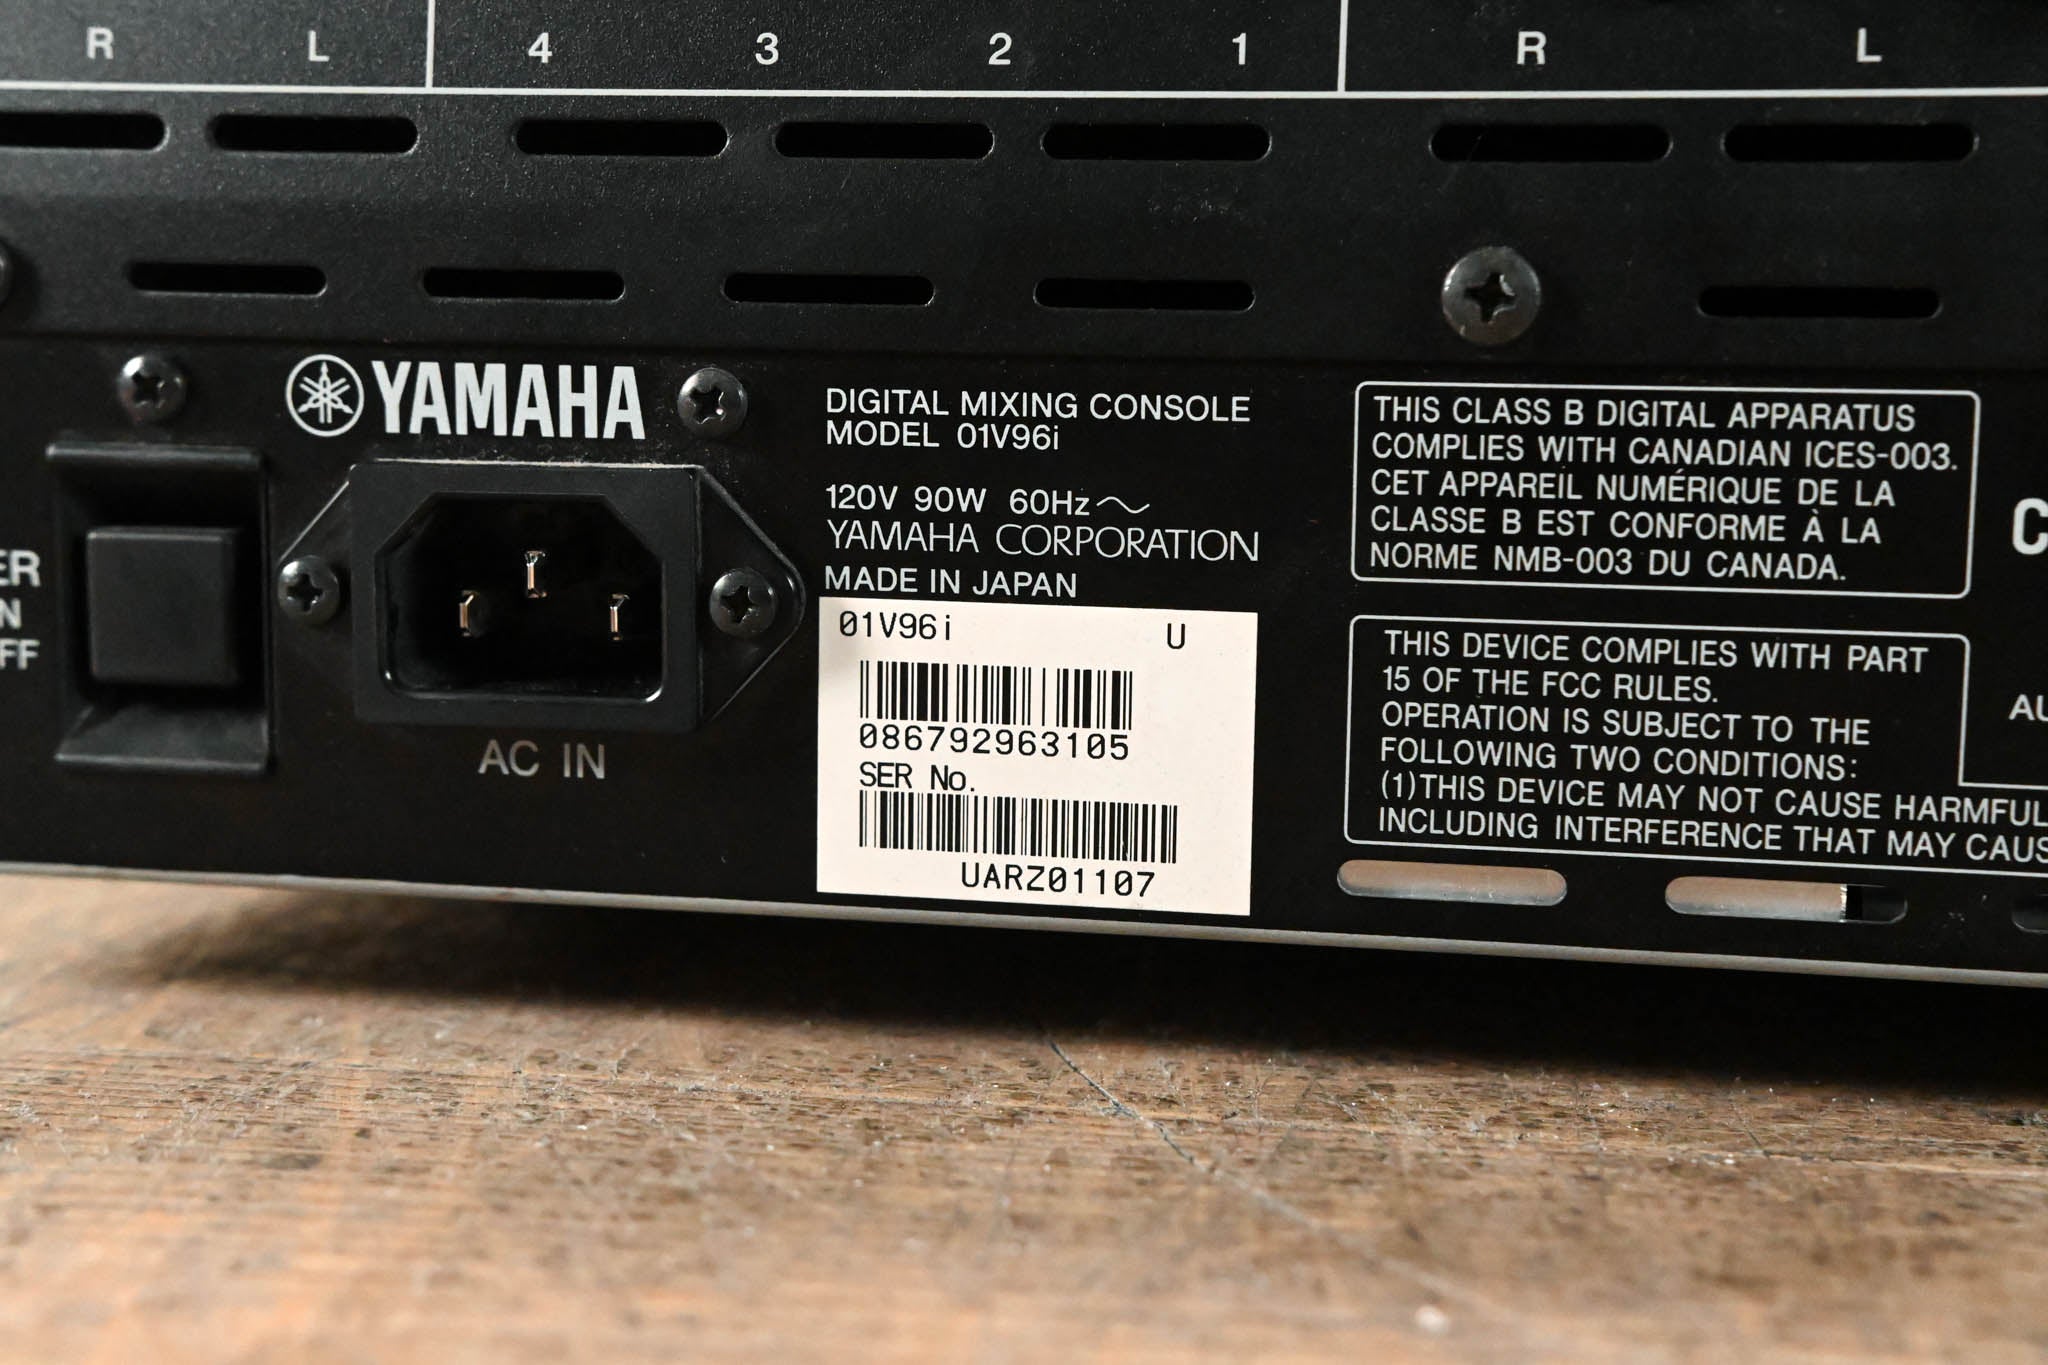 R L 4 3 2 1 R L
YAMAHA
DIGITAL MIXING CONSOLE
MODEL 01V96i
120V 90W 60Hz
YAMAHA CORPORATION
MADE IN JAPAN
AC IN
01V96i U
086792963105
SER No.
UARZ01107
THIS CLASS B DIGITAL APPARATUS
COMPLIES WITH CANADIAN ICES-003.
CET APPAREIL NUMÉRIQUE DE LA
CLASSE B EST CONFORME À LA
NORME NMB-003 DU CANADA.
THIS DEVICE COMPLIES WITH PART
15 OF THE FCC RULES.
OPERATION IS SUBJECT TO THE
FOLLOWING TWO CONDITIONS:
(1)THIS DEVICE MAY NOT CAUSE HARMFUL
INCLUDING INTERFERENCE THAT MAY